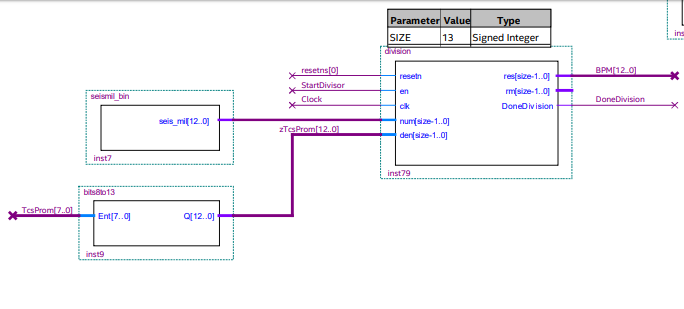 Parameter Value Type
SIZE 13 Signed Integer
division
resetns[0]
StartDivisor
Clock
zTcsProm[12..0]
resetn
en
clk
num[size-1..0]
den[size-1..0]
res[size-1..0]
rm[size-1..0]
DoneDivision
BPM[12..0]
DoneDivision
inst79
seismil_bin
seis_mil[12..0]
inst7
bits8to13
TcsProm[7..0]
Ent[7..0]
Q[12..0]
inst9
ins